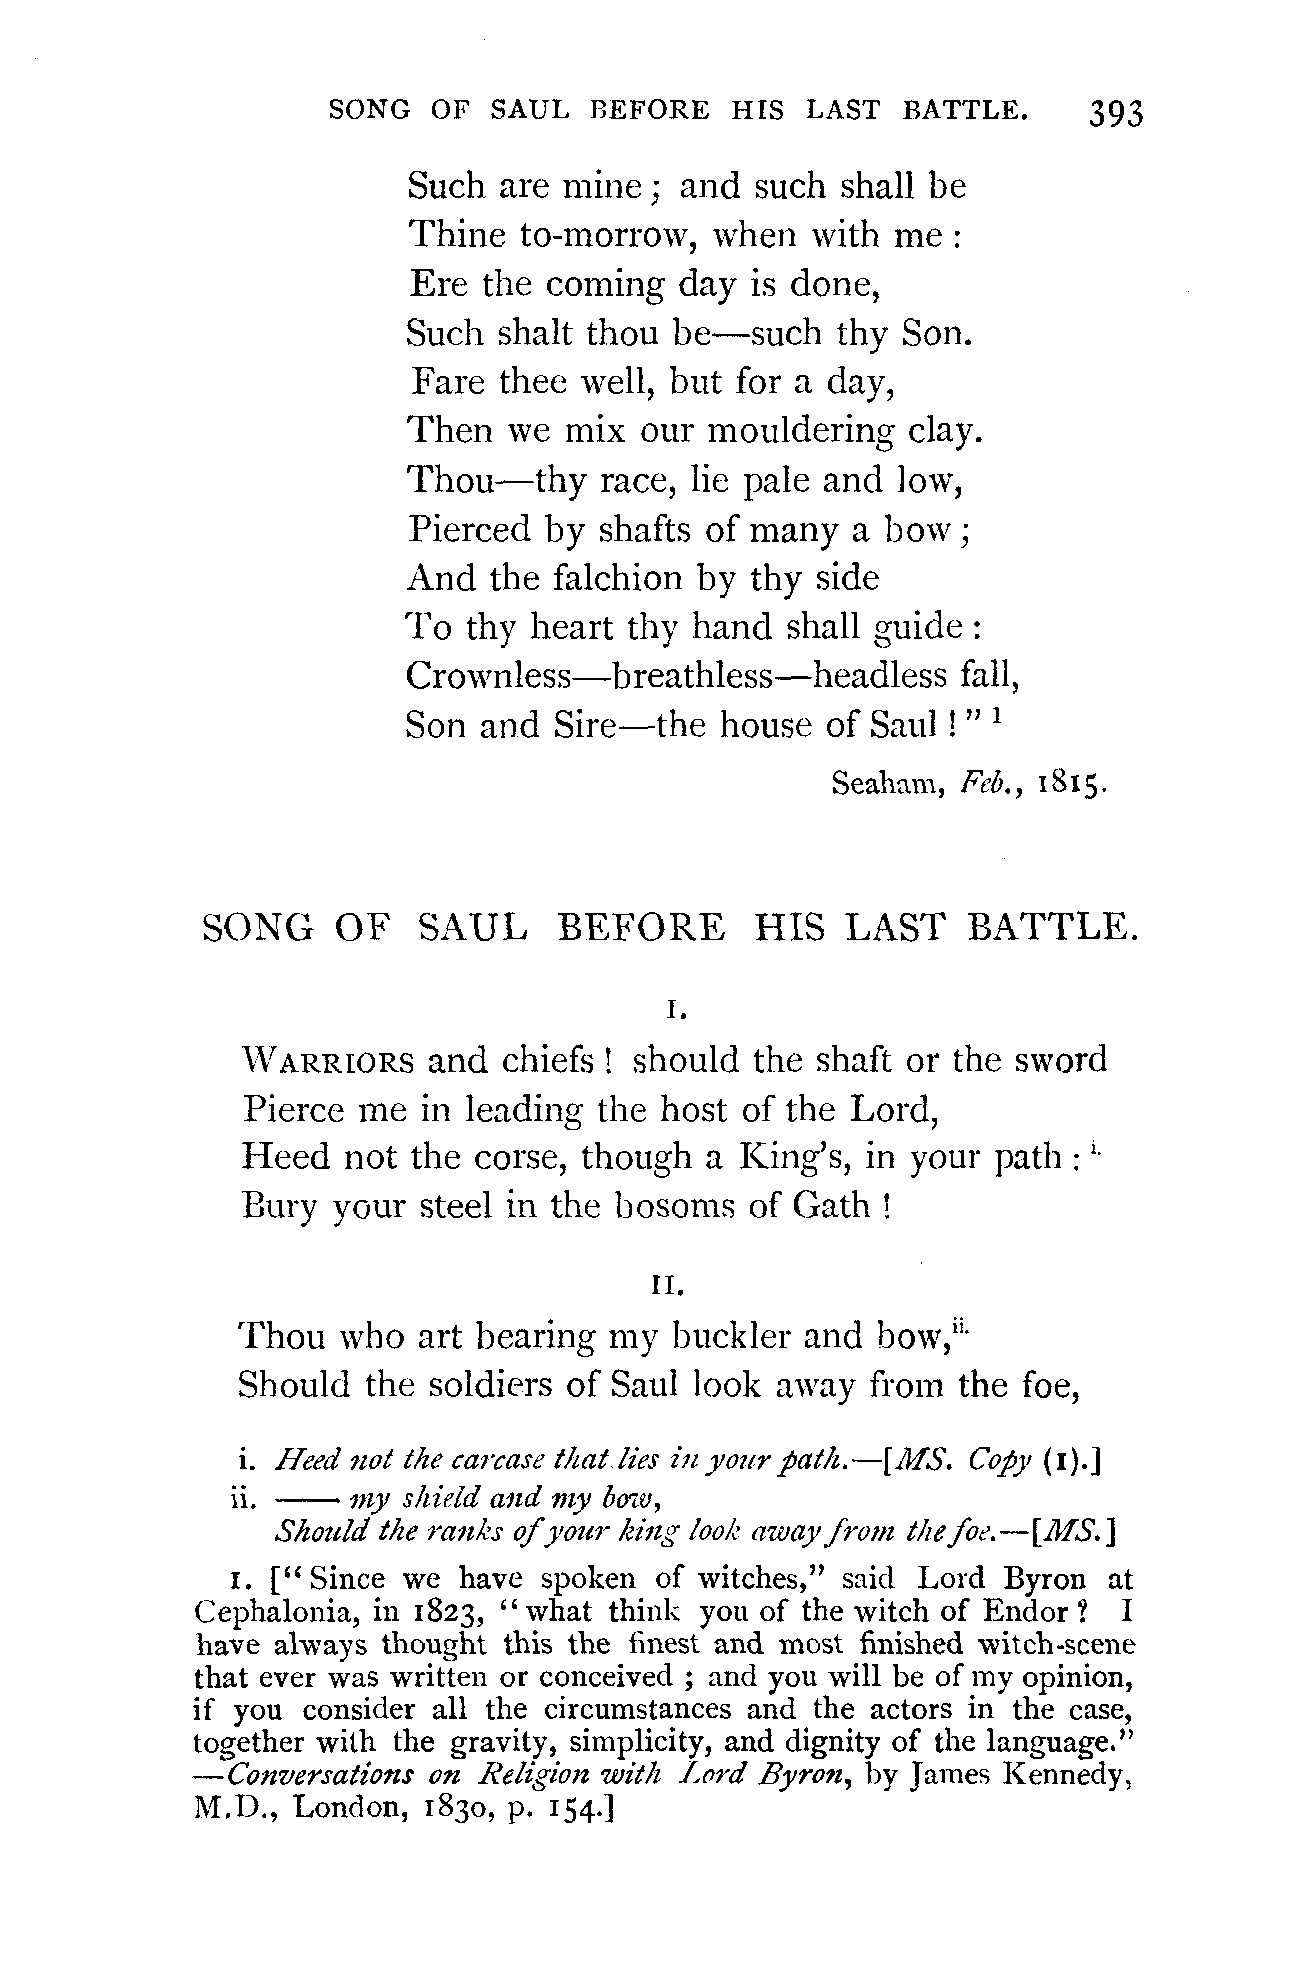 SONG OF SAUL BEFORE HIS LAST BATTLE. 393
Such are mine; and such shall be
Thine to-morrow, when with me:
Ere the coming day is done,
Such shalt thou be—such thy Son.
Fare thee well, but for a day,
Then we mix our mouldering clay.
Thou—thy race, lie pale and low,
Pierced by shafts of many a bow;
And the falchion by thy side
To thy heart thy hand shall guide:
Crownless—breathless—headless fall,
Son and Sire—the house of Saul!" 1
Seaham, Feb., 1815.
SONG OF SAUL BEFORE HIS LAST BATTLE.
I.
WARRIORS and chiefs! should the shaft or the sword
Pierce me in leading the host of the Lord,
Heed not the corse, though a King's, in your path: i.
Bury your steel in the bosoms of Gath!
II.
Thou who art bearing my buckler and bow, ii.
Should the soldiers of Saul look away from the foe,
i. Heed not the carcase that lies in your path.—[MS. Copy (1).]
ii. —— my shield and my bow,
Should the ranks of your king look away from the foe.—[MS.]
1. ["Since we have spoken of witches," said Lord Byron at
Cephalonia, in 1823, "what think you of the witch of Endor? I
have always thought this the finest and most finished witch-scene
that ever was written or conceived; and you will be of my opinion,
if you consider all the circumstances and the actors in the case,
together with the gravity, simplicity, and dignity of the language."
—Conversations on Religion with Lord Byron, by James Kennedy,
M.D., London, 1830, p. 154.]